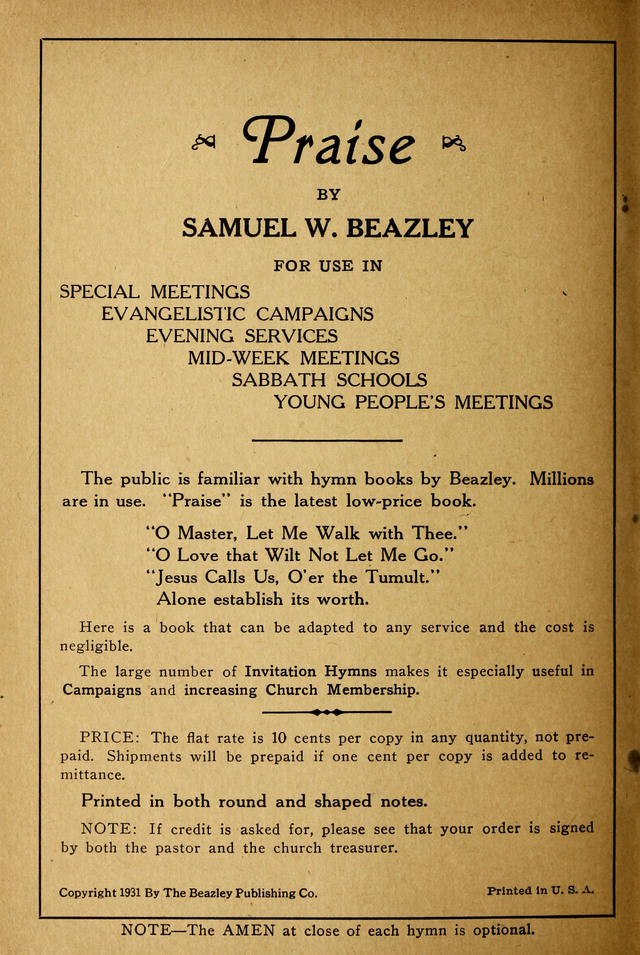 Praise
BY
SAMUEL W. BEAZLEY
FOR USE IN
SPECIAL MEETINGS
EVANGELISTIC CAMPAIGNS
EVENING SERVICES
MID-WEEK MEETINGS
SABBATH SCHOOLS
YOUNG PEOPLE'S MEETINGS
The public is familiar with hymn books by Beazley. Millions
are in use. "Praise" is the latest low-price book.
"O Master, Let Me Walk with Thee."
"O Love that Wilt Not Let Me Go."
"Jesus Calls Us, O'er the Tumult."
Alone establish its worth.
Here is a book that can be adapted to any service and the cost is
negligible.
The large number of Invitation Hymns makes it especially useful in
Campaigns and increasing Church Membership.
PRICE: The flat rate is 10 cents per copy in any quantity, not pre-
paid. Shipments will be prepaid if one cent per copy is added to re-
mittance.
Printed in both round and shaped notes.
NOTE: If credit is asked for, please see that your order is signed
by both the pastor and the church treasurer.
Copyright 1931 By The Beazley Publishing Co.
Printed in U. S. A.
NOTE—The AMEN at close of each hymn is optional.